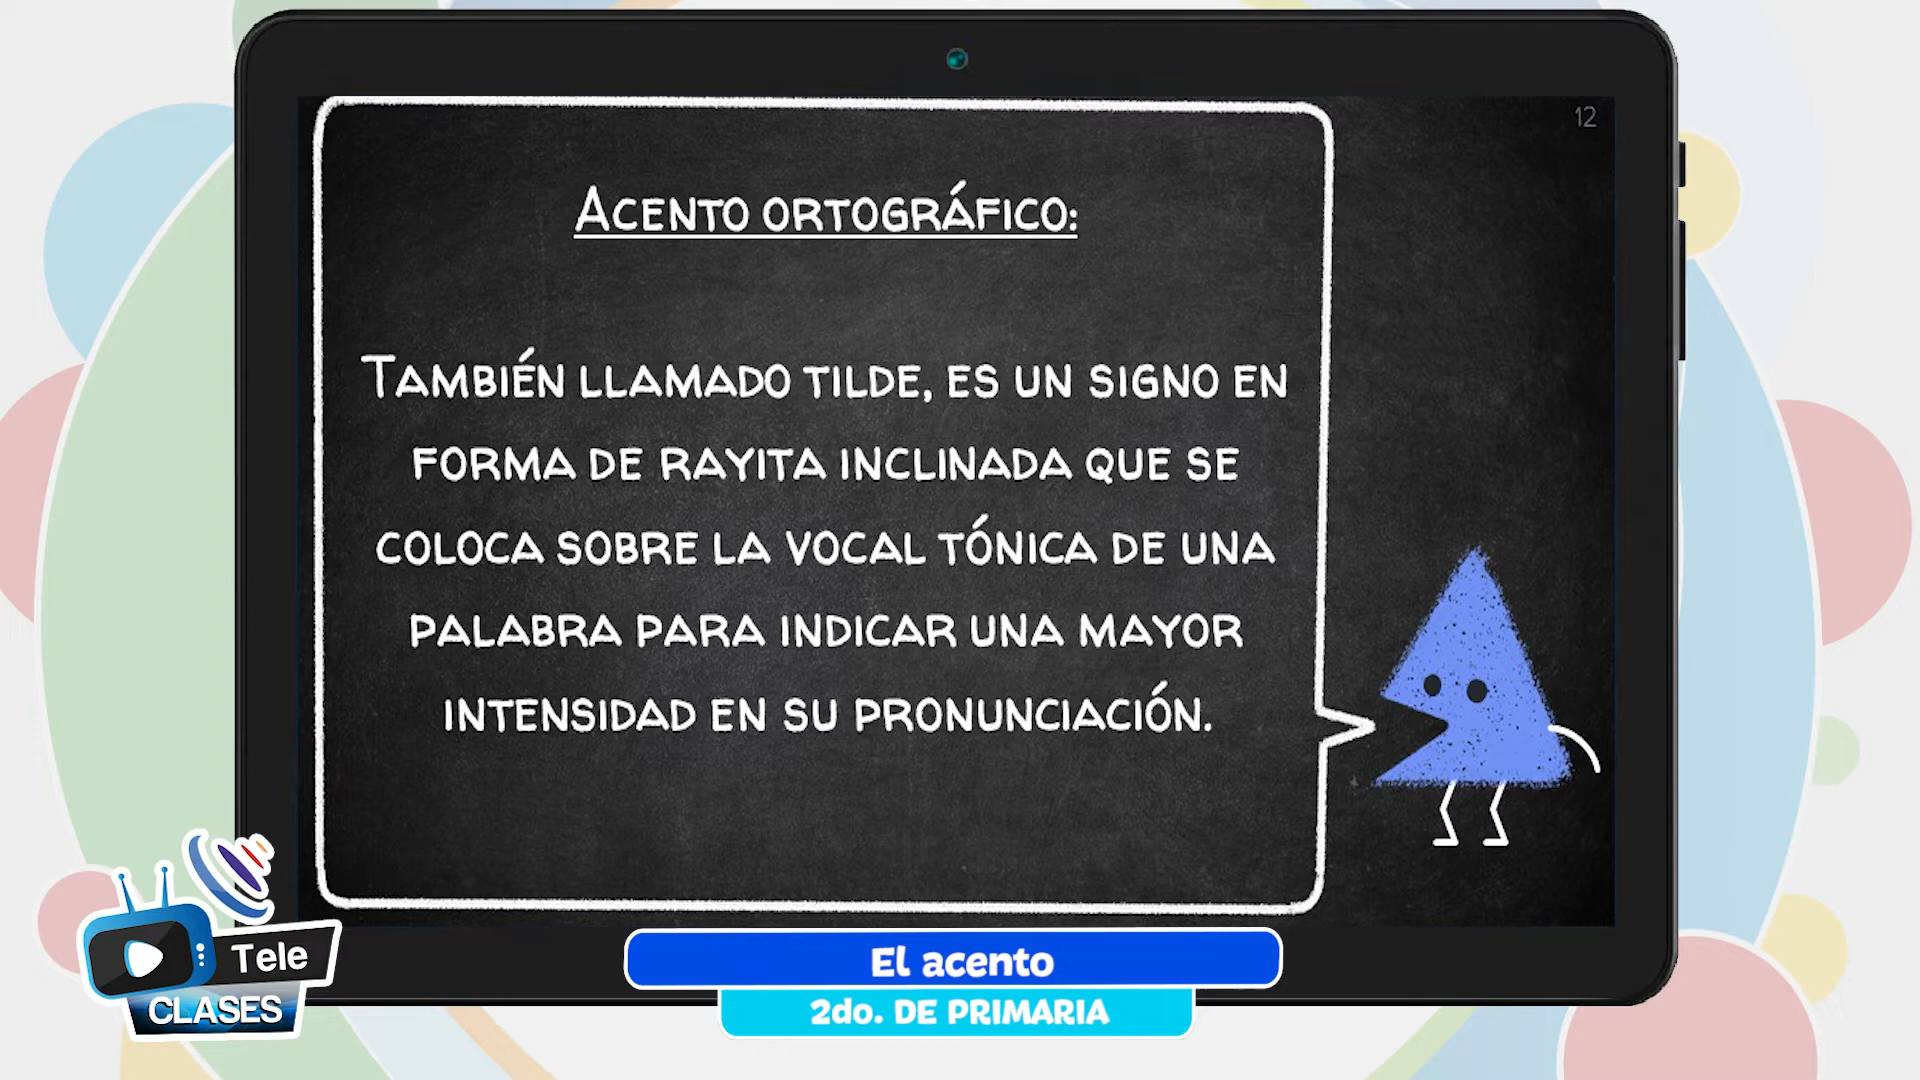 12
Acento ortográfico:
También llamado tilde, es un signo en
forma de rayita inclinada que se
coloca sobre la vocal tónica de una
palabra para indicar una mayor
intensidad en su pronunciación.
Tele
CLASES
El acento
2do. DE PRIMARIA